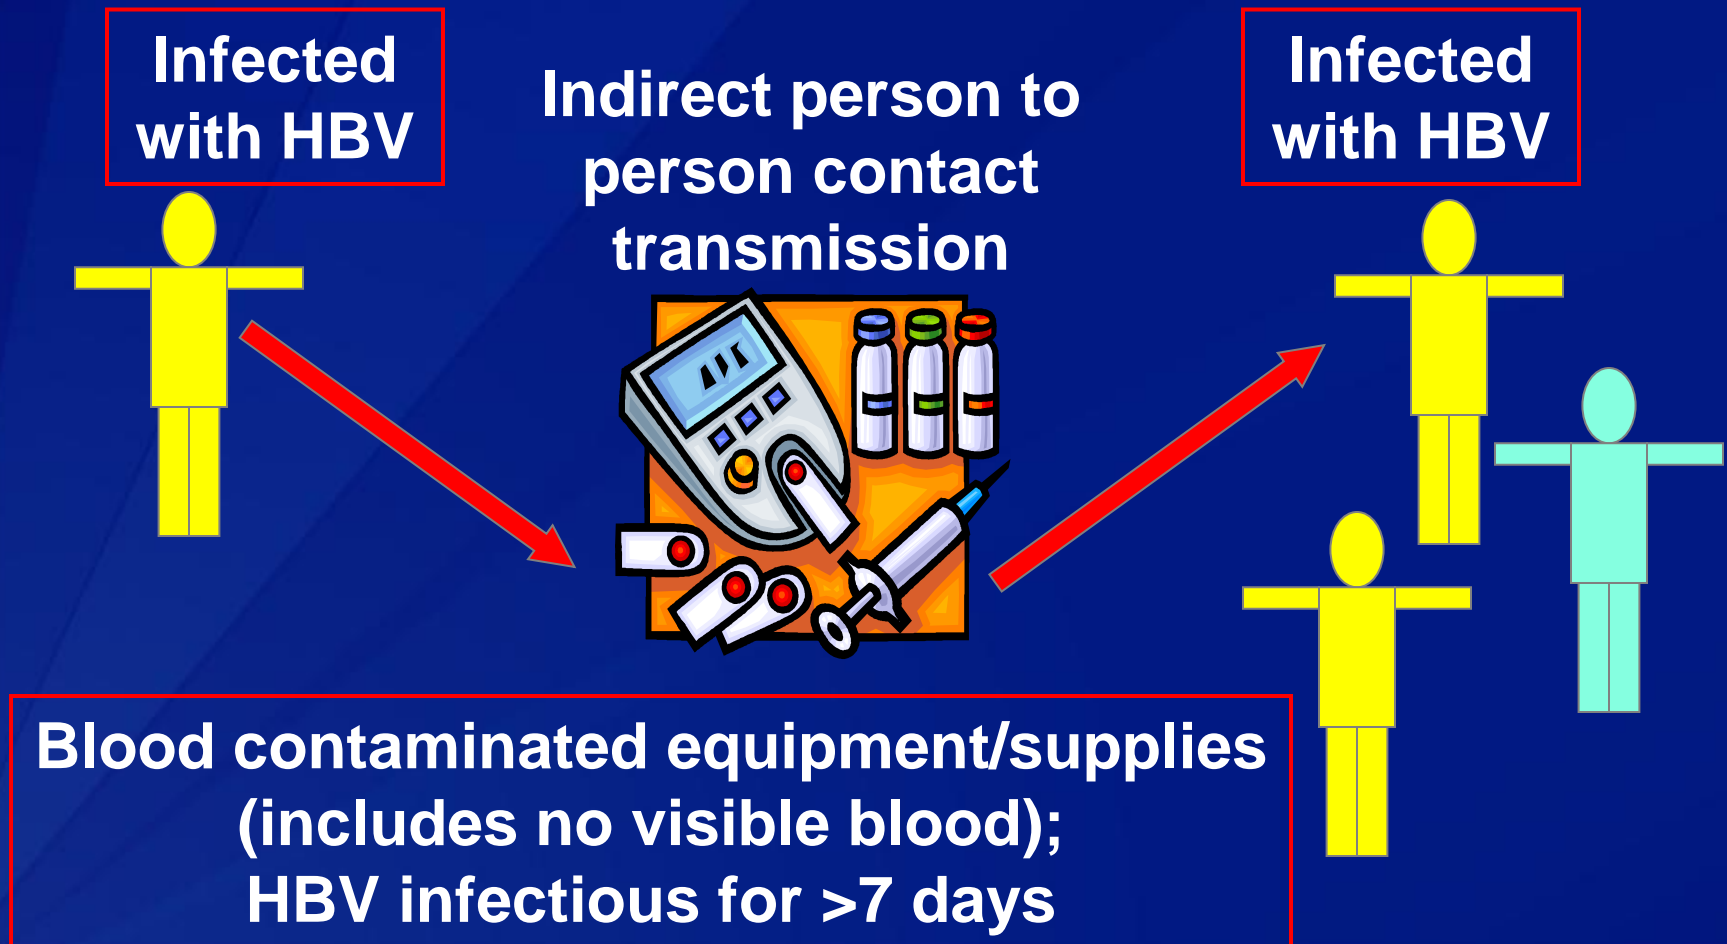 Infected
with HBV
Indirect person to
person contact
transmission
Infected
with HBV
Blood contaminated equipment/supplies
(includes no visible blood);
HBV infectious for >7 days